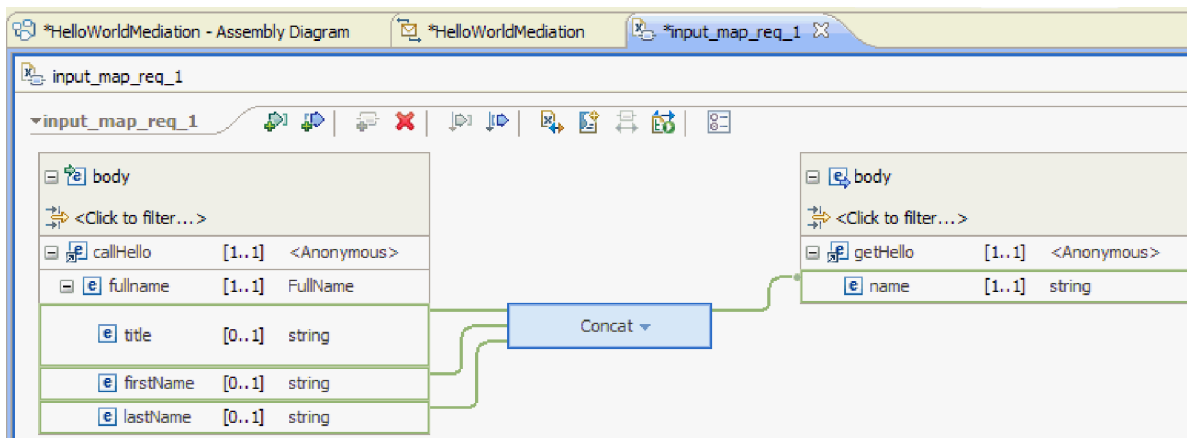 *HelloWorldMediation - Assembly Diagram *HelloWorldMediation *input_map_req_1
input_map_req_1
input_map_req_1
body body
<Click to filter...> <Click to filter...>
callHello [1..1] <Anonymous> getHello [1..1] <Anonymous>
fullname [1..1] FullName name [1..1] string
title [0..1] string Concat
firstName [0..1] string
lastName [0..1] string